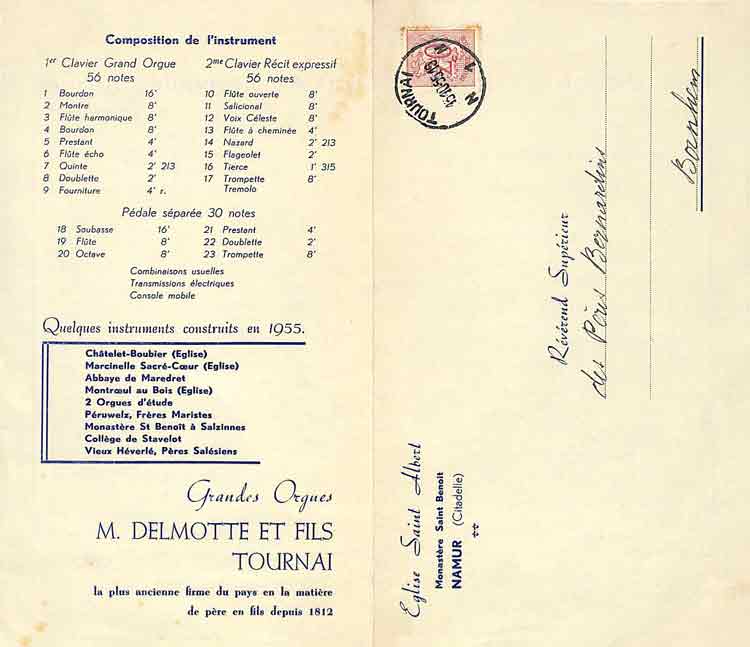 Composition de l'instrument
1er Clavier Grand Orgue
56 notes
1 Bourdon 16'
2 Montre 8'
3 Flûte harmonique 8'
4 Bourdon 8'
5 Prestant 4'
6 Flûte écho 4'
7 Quinte 2' 213
8 Doublette 2'
9 Fourniture 4' r.
2me Clavier Récit expressif
56 notes
10 Flûte ouverte 8'
11 Salicional 8'
12 Voix Céleste 8'
13 Flûte à cheminée 4'
14 Nazard 2' 213
15 Flageolet 2'
16 Tierce 1' 315
17 Trompette 8'
Tremolo
Pédale séparée 30 notes
18 Soubasse 16'
19 Flûte 8'
20 Octave 8'
21 Prestant 4'
22 Doublette 2'
23 Trompette 8'
Combinaisons usuelles
Transmissions électriques
Console mobile
Quelques instruments construits en 1955.
Châtelet-Boubier (Eglise)
Marcinelle Sacré-Cœur (Eglise)
Abbaye de Maredret
Montrœul au Bois (Eglise)
2 Orgues d'étude
Péruwelz, Frères Maristes
Monastère St Benoît à Salzinnes
Collège de Stavelot
Vieux Héverlé, Pères Salésiens
Grandes Orgues
M. DELMOTTE ET FILS
TOURNAI
la plus ancienne firme du pays en la matière
de père en fils depuis 1812
TOURNAI
N 1 N
Eglise Saint Albert
Monastère Saint Benoit
NAMUR (Citadelle)
Révérend Supérieur
des Pères Bernardins
Bornhem